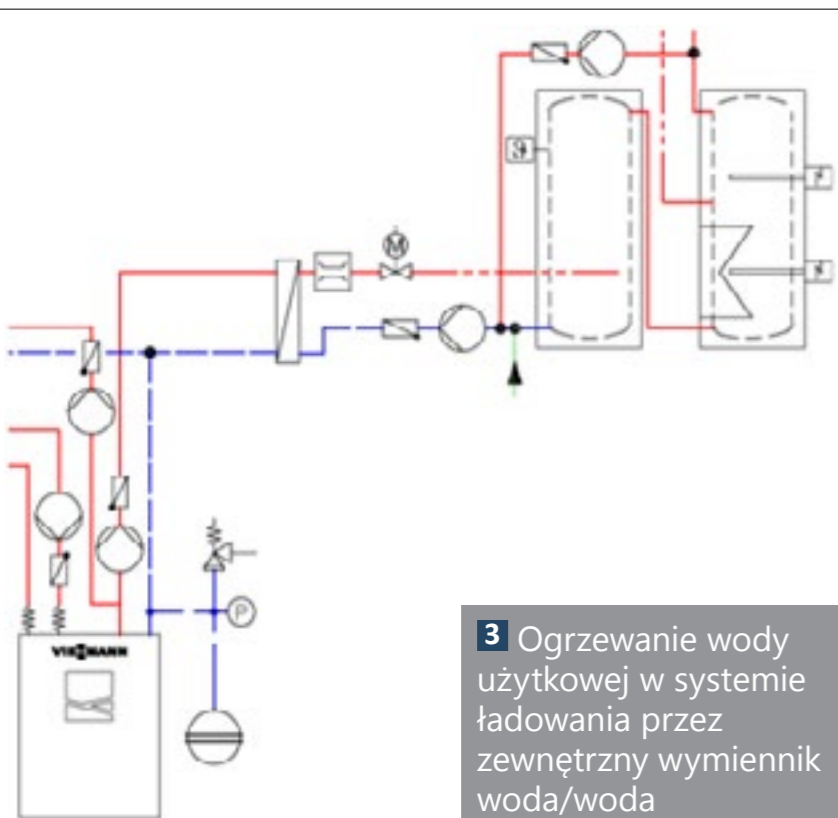 M
P
VIESMANN
3 Ogrzewanie wody
użytkowej w systemie
ładowania przez
zewnętrzny wymiennik
woda/woda